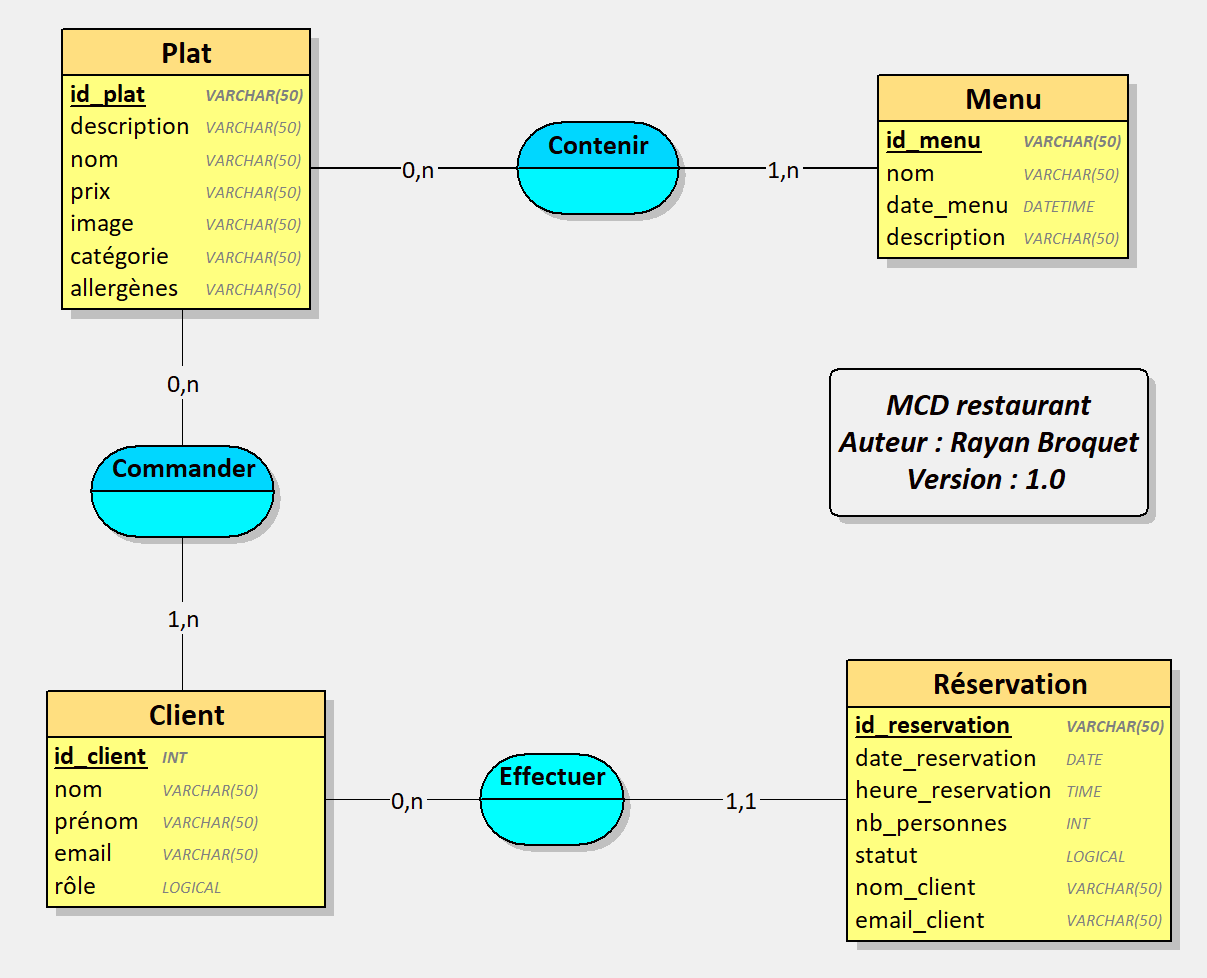 Plat
id_plat VARCHAR(50)
description VARCHAR(50)
nom VARCHAR(50)
prix VARCHAR(50)
image VARCHAR(50)
catégorie VARCHAR(50)
allergènes VARCHAR(50)
0,n
Contenir
1,n
Menu
id_menu VARCHAR(50)
nom VARCHAR(50)
date_menu DATETIME
description VARCHAR(50)
MCD restaurant
Auteur : Rayan Broquet
Version : 1.0
0,n
Commander
1,n
Client
id_client INT
nom VARCHAR(50)
prénom VARCHAR(50)
email VARCHAR(50)
rôle LOGICAL
0,n
Effectuer
1,1
Réservation
id_reservation VARCHAR(50)
date_reservation DATE
heure_reservation TIME
nb_personnes INT
statut LOGICAL
nom_client VARCHAR(50)
email_client VARCHAR(50)